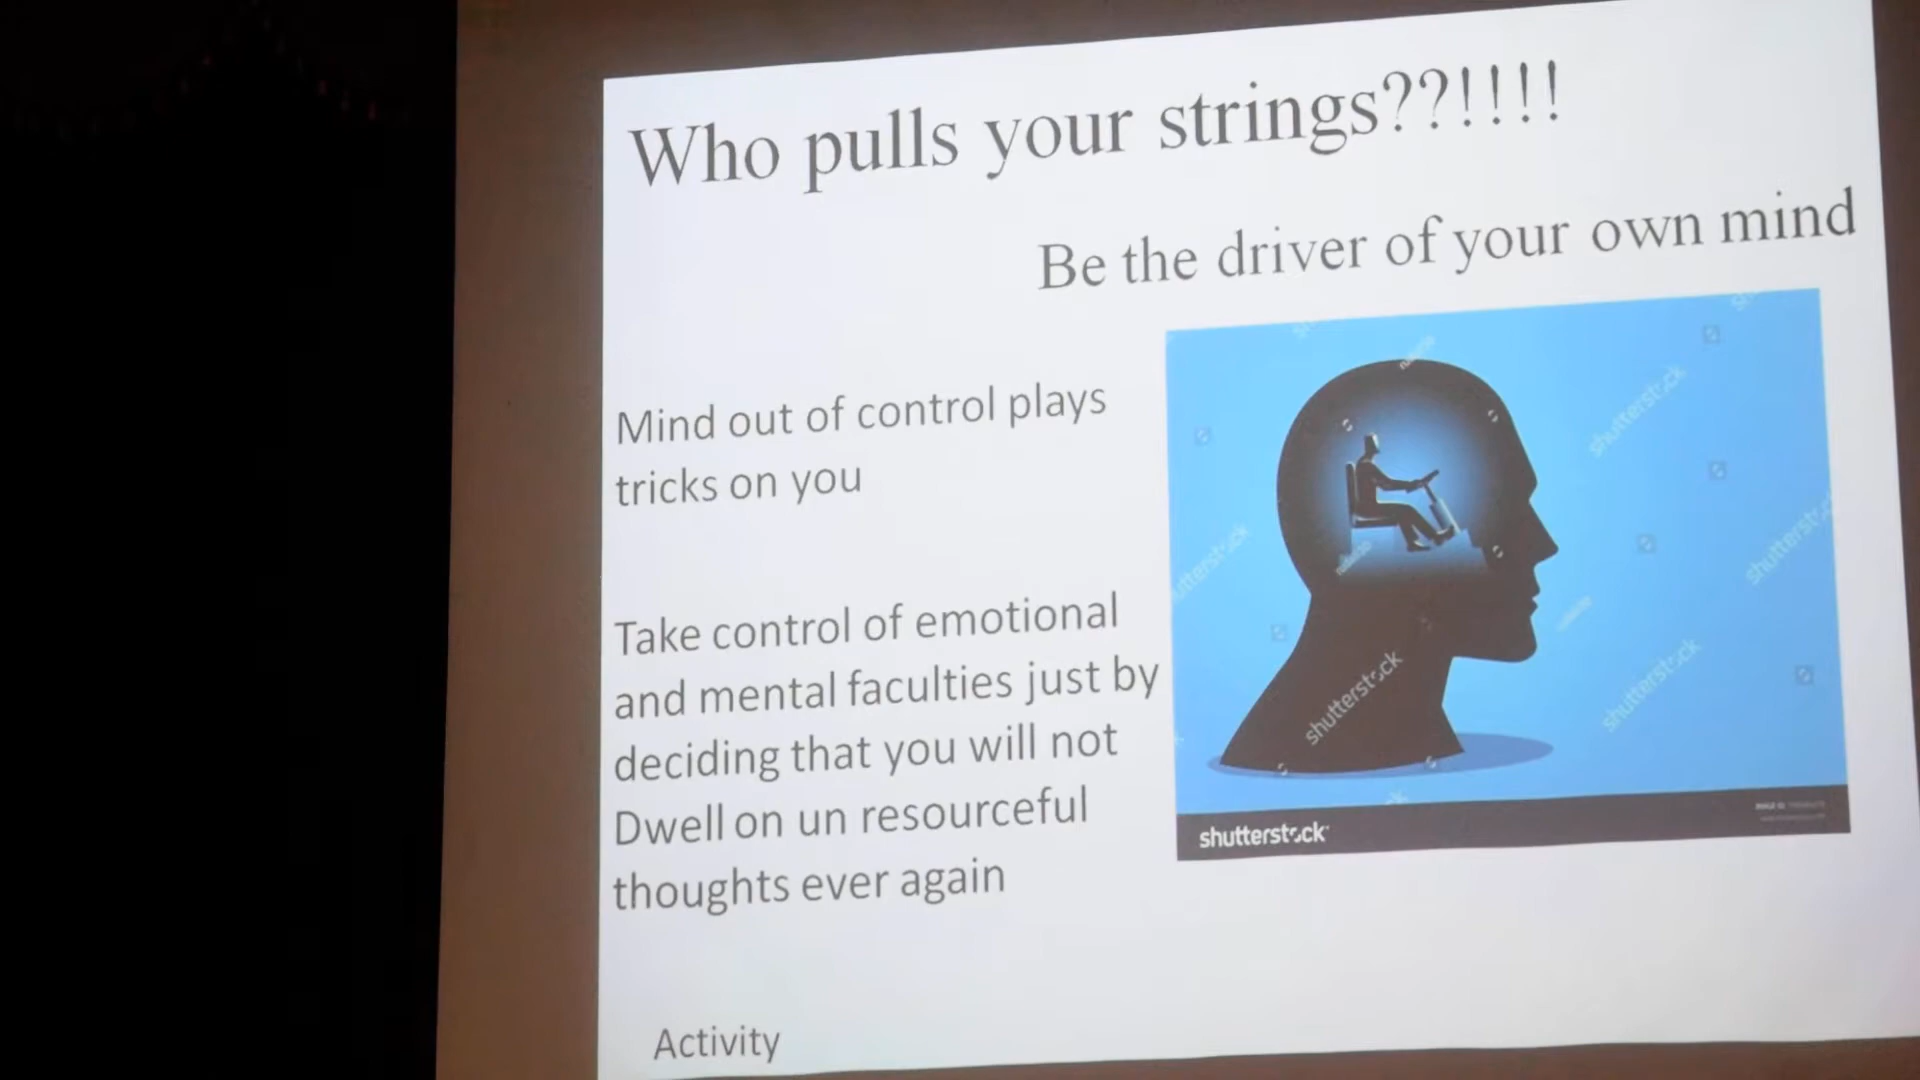 Who pulls your strings??!!!!
Be the driver of your own mind
Mind out of control plays
tricks on you
Take control of emotional
and mental faculties just by
deciding that you will not
Dwell on un resourceful
thoughts ever again
Activity
shutterstock
shutterstock
shutterstock
shutterstock
shutterstock